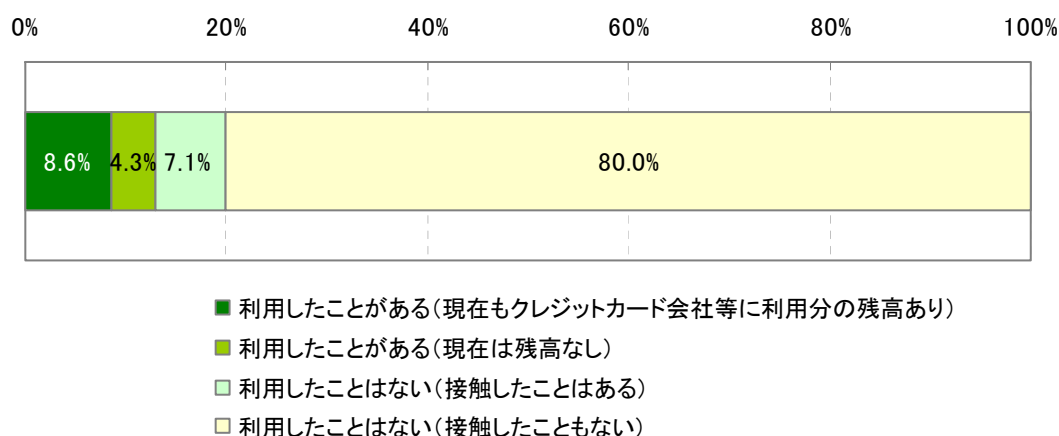 0% 20% 40% 60% 80% 100%
8.6% 4.3% 7.1% 80.0%
利用したことがある(現在もクレジットカード会社等に利用分の残高あり)
利用したことがある(現在は残高なし)
利用したことはない(接触したことはある)
利用したことはない(接触したこともない)